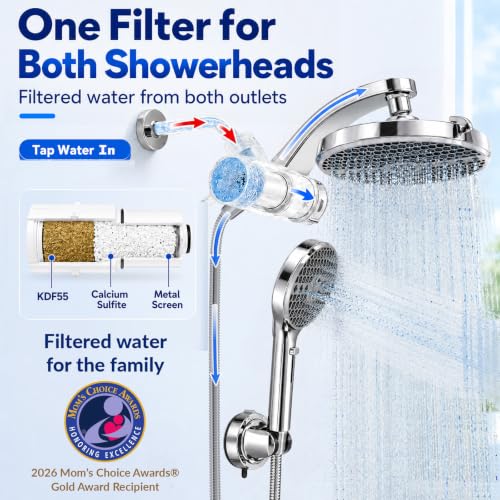 One Filter for
Both Showerheads
Filtered water from both outlets
Tap Water In
KDF55
Calcium
Sulfite
Metal
Screen
Filtered water
for the family
MOM'S CHOICE AWARDS
HONORING EXCELLENCE
2026 Mom's Choice Awards®
Gold Award Recipient